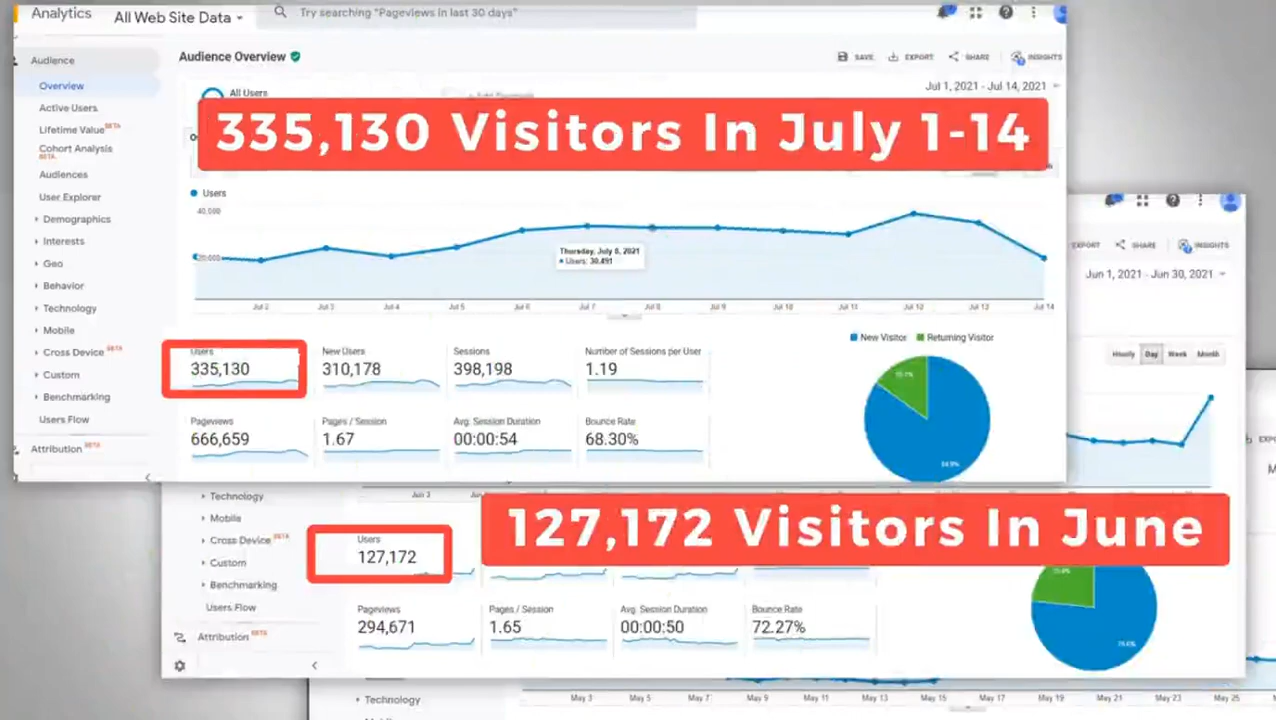 Analytics All Web Site Data Try searching "Pageviews in last 30 days"
Audience
Overview
Active Users
Lifetime Value BETA
Cohort Analysis BETA
Audiences
User Explorer
Demographics
Interests
Geo
Behavior
Technology
Mobile
Cross Device BETA
Custom
Benchmarking
Users Flow
Attribution BETA
Audience Overview
SAVE EXPORT SHARE INSIGHTS
All Users
Jul 1, 2021 - Jul 14, 2021
335,130 Visitors In July 1-14
Users
40,000
20,000
Thursday, July 8, 2021
Users: 30,491
Jul 2 Jul 3 Jul 4 Jul 5 Jul 6 Jul 7 Jul 8 Jul 9 Jul 10 Jul 11 Jul 12 Jul 13 Jul 14
Users New Users Sessions Number of Sessions per User
335,130 310,178 398,198 1.19
Pageviews Pages / Session Avg. Session Duration Bounce Rate
666,659 1.67 00:00:54 68.30%
New Visitor Returning Visitor
EXPORT SHARE INSIGHTS
Jun 1, 2021 - Jun 30, 2021
Hourly Day Week Month
Technology
Mobile
Cross Device BETA
Custom
Benchmarking
Users Flow
Attribution BETA
Jun 3
127,172 Visitors In June
Users
127,172
Pageviews Pages / Session Avg. Session Duration Bounce Rate
294,671 1.65 00:00:50 72.27%
Technology
May 3 May 5 May 7 May 9 May 11 May 13 May 15 May 17 May 19 May 21 May 23 May 25